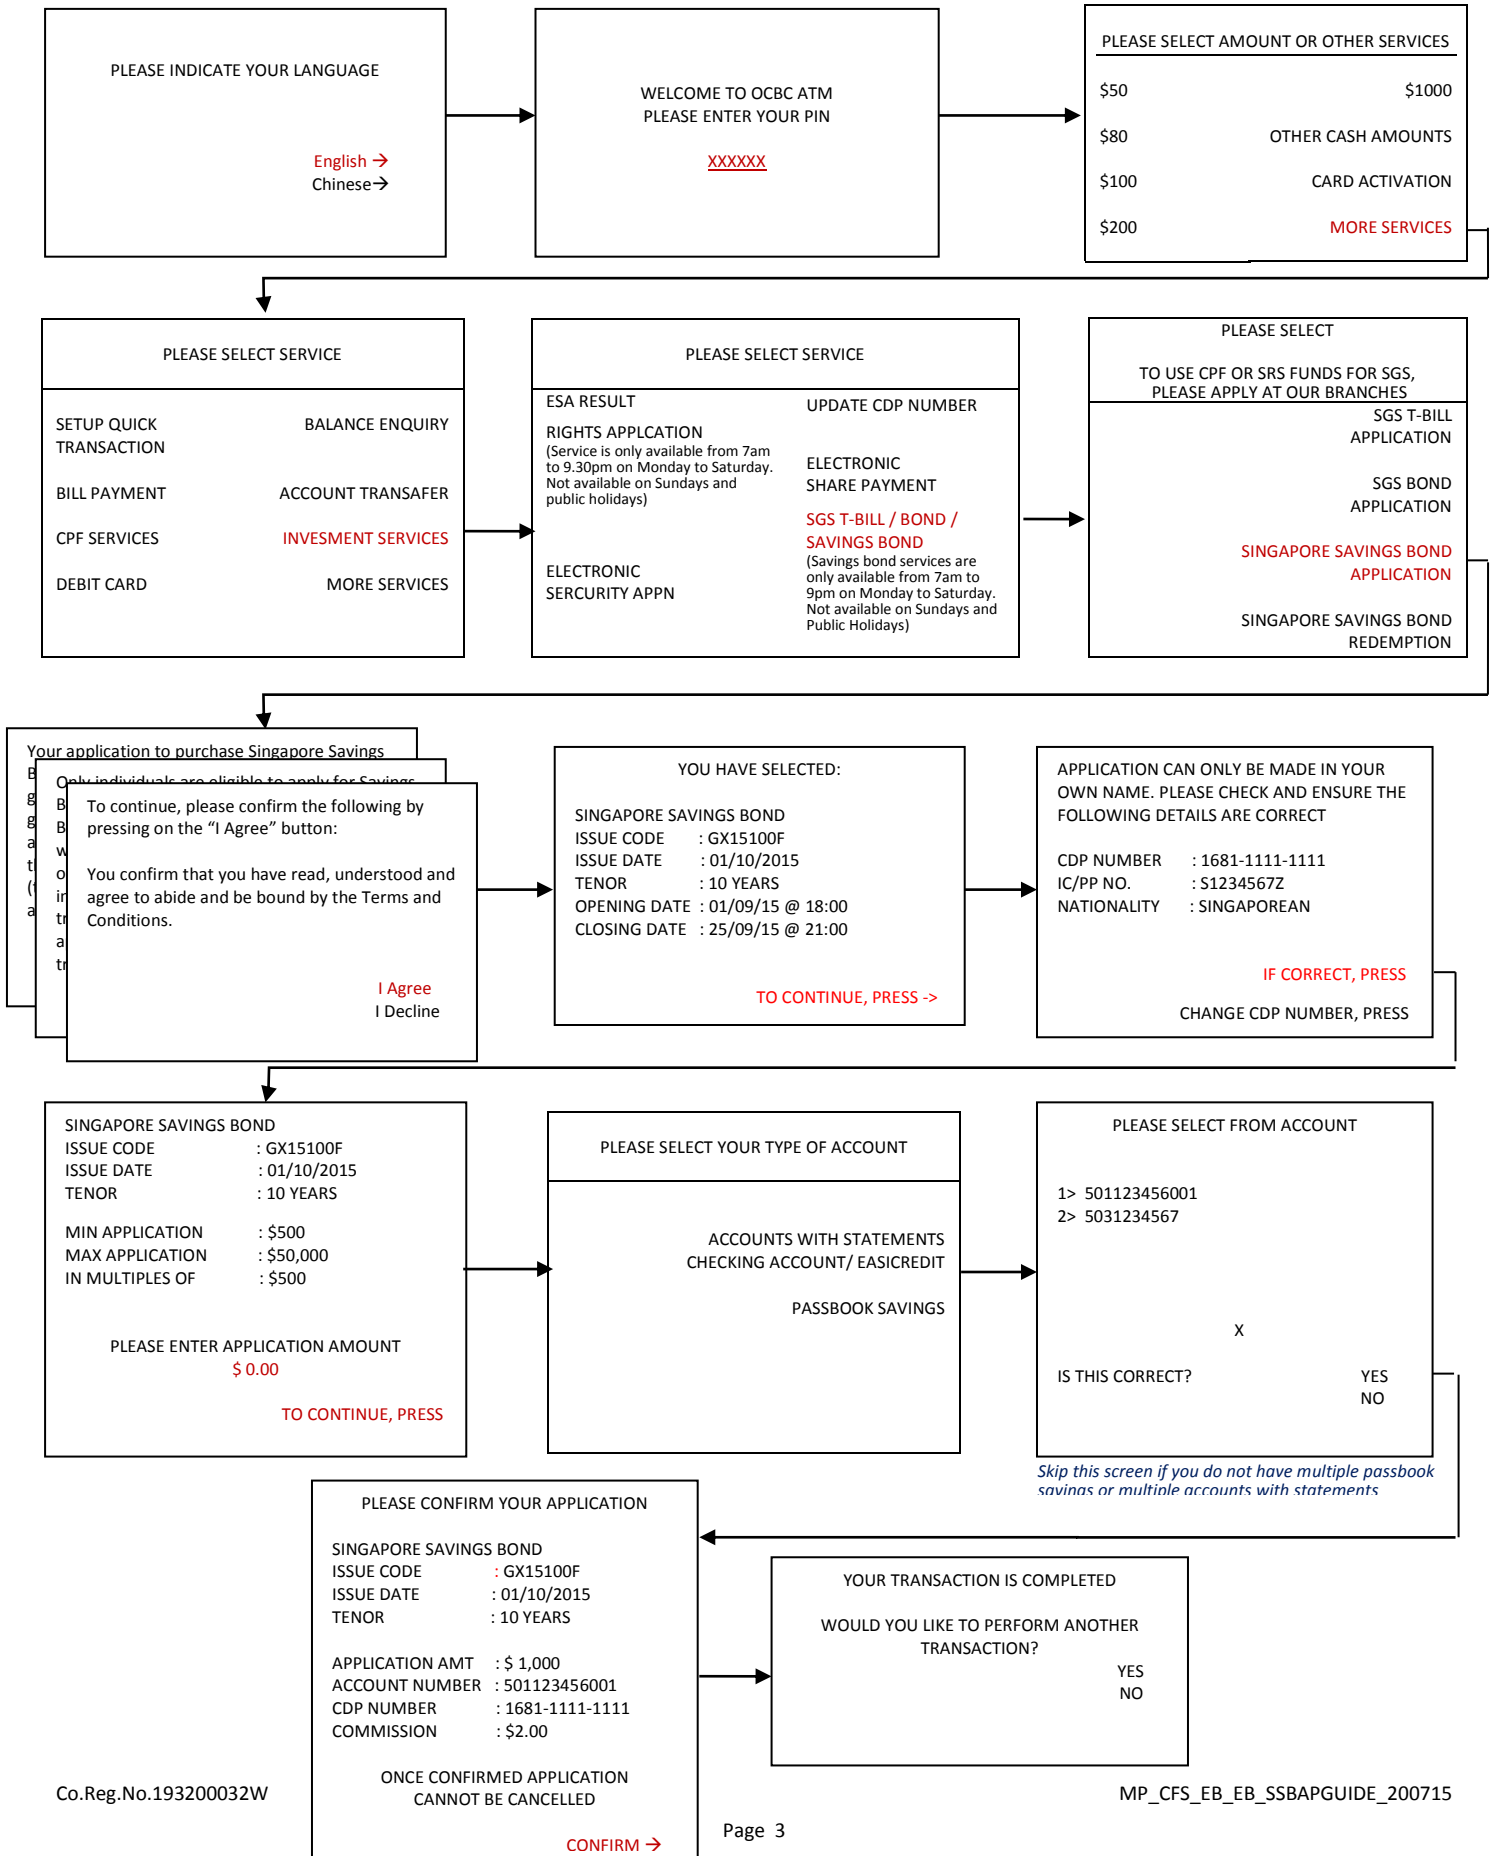 PLEASE INDICATE YOUR LANGUAGE
English →
Chinese→
WELCOME TO OCBC ATM
PLEASE ENTER YOUR PIN
XXXXXX
PLEASE SELECT AMOUNT OR OTHER SERVICES
$50 $1000
$80 OTHER CASH AMOUNTS
$100 CARD ACTIVATION
$200 MORE SERVICES
PLEASE SELECT SERVICE
SETUP QUICK BALANCE ENQUIRY
TRANSACTION
BILL PAYMENT ACCOUNT TRANSAFER
CPF SERVICES INVESMENT SERVICES
DEBIT CARD MORE SERVICES
PLEASE SELECT SERVICE
ESA RESULT
RIGHTS APPLCATION
(Service is only available from 7am
to 9.30pm on Monday to Saturday.
Not available on Sundays and
public holidays)
ELECTRONIC
SERCURITY APPN
UPDATE CDP NUMBER
ELECTRONIC
SHARE PAYMENT
SGS T-BILL / BOND /
SAVINGS BOND
(Savings bond services are
only available from 7am to
9pm on Monday to Saturday.
Not available on Sundays and
Public Holidays)
PLEASE SELECT
TO USE CPF OR SRS FUNDS FOR SGS,
PLEASE APPLY AT OUR BRANCHES
SGS T-BILL
APPLICATION
SGS BOND
APPLICATION
SINGAPORE SAVINGS BOND
APPLICATION
SINGAPORE SAVINGS BOND
REDEMPTION
Your application to purchase Singapore Savings
Only individuals are eligible to apply for Savings
To continue, please confirm the following by
pressing on the “I Agree” button:
You confirm that you have read, understood and
agree to abide and be bound by the Terms and
Conditions.
I Agree
I Decline
YOU HAVE SELECTED:
SINGAPORE SAVINGS BOND
ISSUE CODE : GX15100F
ISSUE DATE : 01/10/2015
TENOR : 10 YEARS
OPENING DATE : 01/09/15 @ 18:00
CLOSING DATE : 25/09/15 @ 21:00
TO CONTINUE, PRESS ->
APPLICATION CAN ONLY BE MADE IN YOUR
OWN NAME. PLEASE CHECK AND ENSURE THE
FOLLOWING DETAILS ARE CORRECT
CDP NUMBER : 1681-1111-1111
IC/PP NO. : S1234567Z
NATIONALITY : SINGAPOREAN
IF CORRECT, PRESS
CHANGE CDP NUMBER, PRESS
SINGAPORE SAVINGS BOND
ISSUE CODE : GX15100F
ISSUE DATE : 01/10/2015
TENOR : 10 YEARS
MIN APPLICATION : $500
MAX APPLICATION : $50,000
IN MULTIPLES OF : $500
PLEASE ENTER APPLICATION AMOUNT
$ 0.00
TO CONTINUE, PRESS
PLEASE SELECT YOUR TYPE OF ACCOUNT
ACCOUNTS WITH STATEMENTS
CHECKING ACCOUNT/ EASICREDIT
PASSBOOK SAVINGS
PLEASE SELECT FROM ACCOUNT
1> 501123456001
2> 5031234567
X
IS THIS CORRECT? YES
NO
Skip this screen if you do not have multiple passbook
savings or multiple accounts with statements
PLEASE CONFIRM YOUR APPLICATION
SINGAPORE SAVINGS BOND
ISSUE CODE : GX15100F
ISSUE DATE : 01/10/2015
TENOR : 10 YEARS
APPLICATION AMT : $ 1,000
ACCOUNT NUMBER : 501123456001
CDP NUMBER : 1681-1111-1111
COMMISSION : $2.00
ONCE CONFIRMED APPLICATION
CANNOT BE CANCELLED
CONFIRM →
YOUR TRANSACTION IS COMPLETED
WOULD YOU LIKE TO PERFORM ANOTHER
TRANSACTION?
YES
NO
Co.Reg.No.193200032W
MP_CFS_EB_EB_SSBAPGUIDE_200715
Page 3